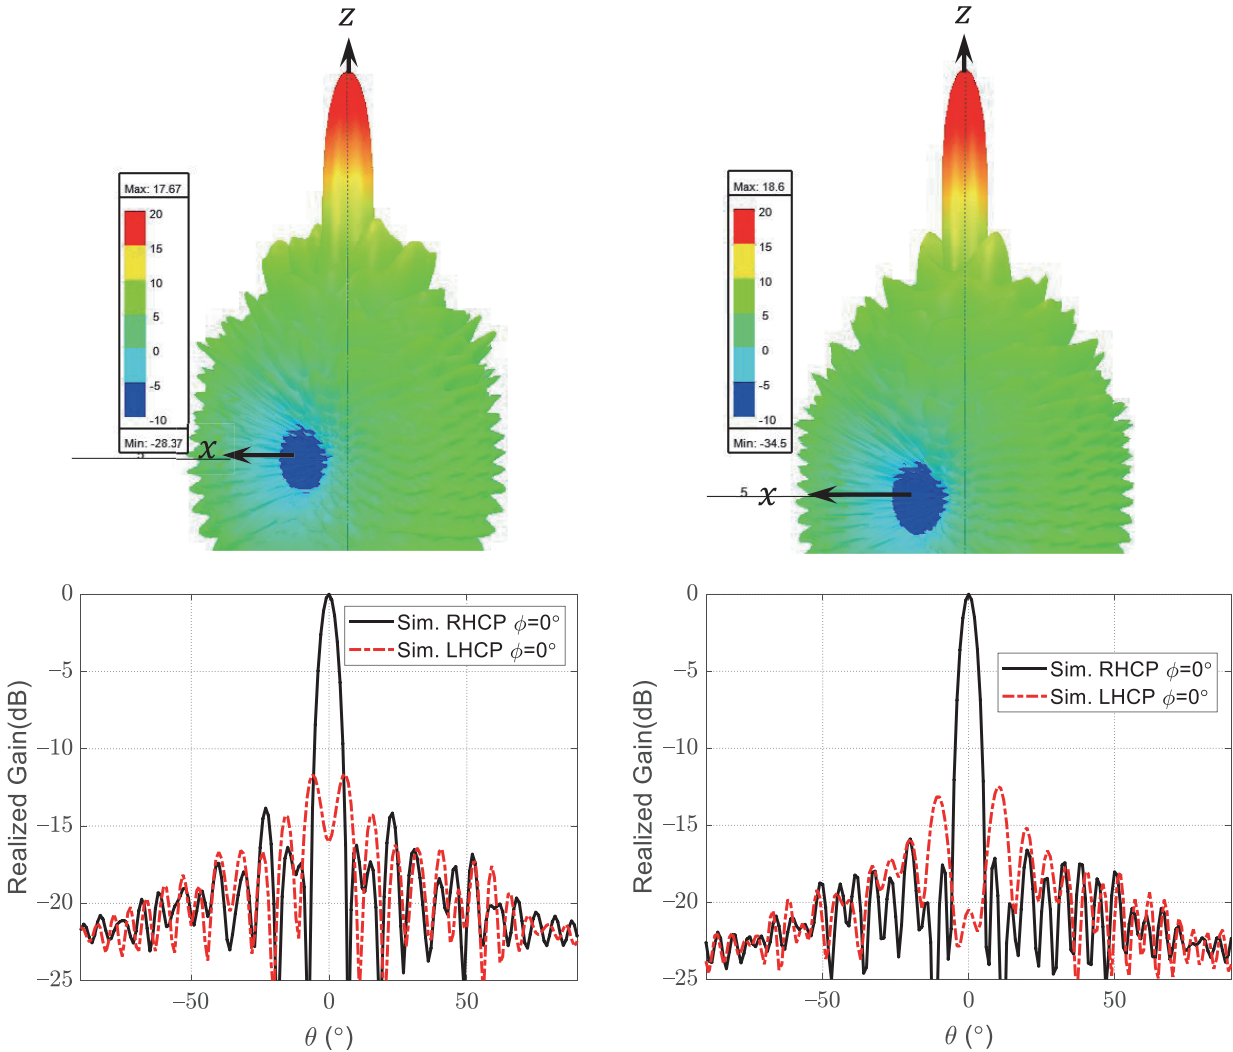 z
Max: 17.67
20
15
10
5
0
-5
-10
Min: -28.37
x
z
Max: 18.6
20
15
10
5
0
-5
-10
Min: -34.5
5
x
0
−5
−10
−15
−20
−25
−50
0
50
Realized Gain(dB)
θ (°)
Sim. RHCP ϕ=0°
Sim. LHCP ϕ=0°
0
−5
−10
−15
−20
−25
−50
0
50
Realized Gain(dB)
θ (°)
Sim. RHCP ϕ=0°
Sim. LHCP ϕ=0°